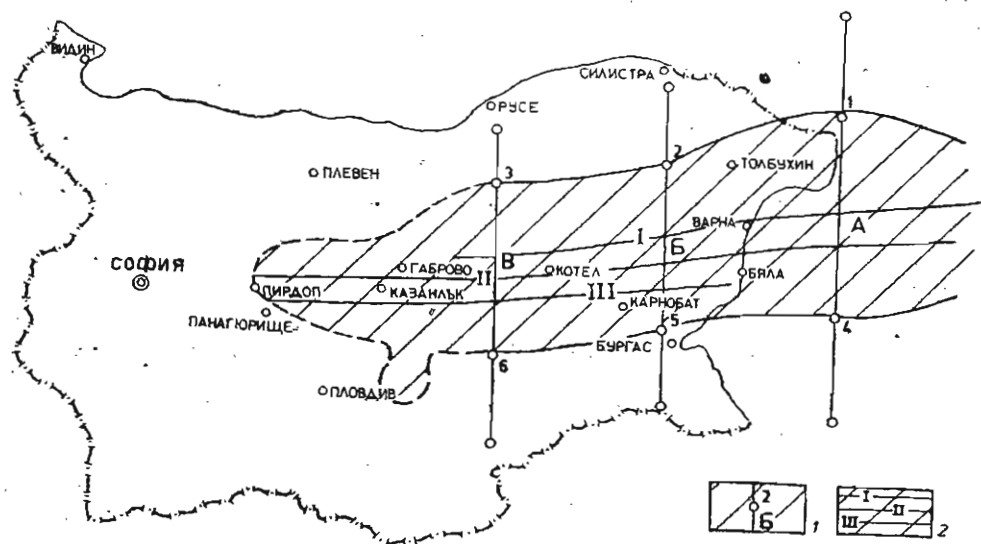 ВИДИН
СИЛИСТРА
РУСЕ
1
2
ТОЛБУХИН
ПЛЕВЕН
3
ВАРНА
А
I
Б
СОФИЯ
В
ГАБРОВО
II
КОТЕЛ
БЯЛА
ПИРДОП
КАЗАНЛЪК
III
КАРНОБАТ
ПАНАГЮРИЩЕ
5
4
БУРГАС
6
ПЛОВДИВ
2
Б
1
I
II
III
2